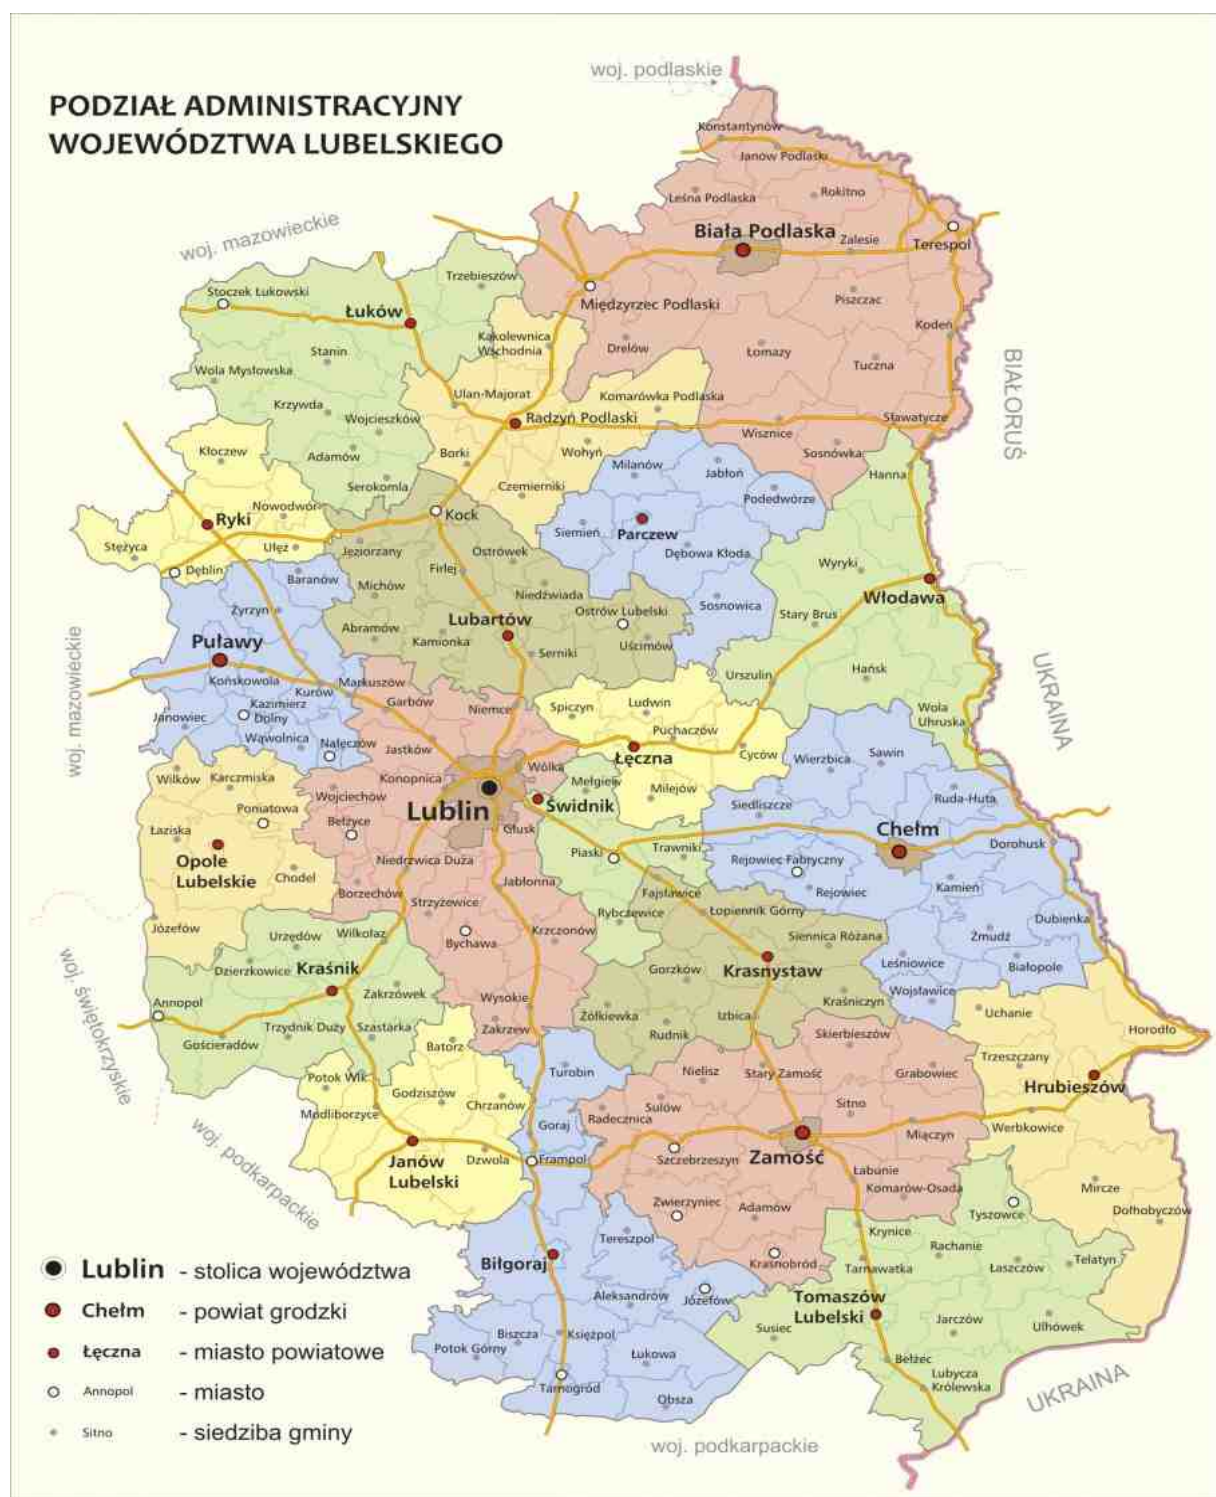 woj. podlaskie
PODZIAŁ ADMINISTRACYJNY
WOJEWÓDZTWA LUBELSKIEGO
Konstantynów
Janów Podlaski
Leśna Podlaska
Rokitno
woj. mazowieckie
Biała Podlaska
Zalesie
Terespol
Trzebieszów
Stoczek Łukowski
Międzyrzec Podlaski
Piszczac
Łuków
Kodeń
Kąkolewnica
Wschodnia
Stanin
Drelów
Łomazy
Tuczna
BIAŁORUŚ
Wola Mysłowska
Ulan-Majorat
Komarówka Podlaska
Krzywda
Wojcieszków
Radzyń Podlaski
Sławatycze
Wisznice
Kłoczew
Adamów
Borki
Wohyń
Sosnówka
Milanów
Jabłoń
Hanna
Serokomla
Czemierniki
Podedwórze
Nowodwór
Ryki
Kock
Siemień
Parczew
Stężyca
Ułęż
Jeziorzany
Ostrówek
Dębowa Kłoda
Dęblin
Baranów
Michów
Firlej
Wyryki
Niedźwiada
Włodawa
Żyrzyn
Ostrów Lubelski
Sosnowica
Stary Brus
Abramów
Lubartów
Puławy
Kamionka
Serniki
Uścimów
woj. mazowieckie
Końskowola
Kurów
Markuszów
Urszulin
Hańsk
UKRAINA
Garbów
Niemce
Spiczyn
Ludwin
Wola
Uhruska
Janowiec
Kazimierz
Dolny
Puchaczów
Wąwolnica
Nałęczów
Jastków
Łęczna
Cyców
Wierzbica
Sawin
Wilków
Karczmiska
Konopnica
Wólka
Mełgiew
Wojciechów
Milejów
Siedliszcze
Ruda-Huta
Poniatowa
Lublin
Świdnik
Łaziska
Bełżyce
Głusk
Chełm
Opole
Lubelskie
Niedrzwica Duża
Piaski
Trawniki
Rejowiec Fabryczny
Dorohusk
Chodel
Borzechów
Jabłonna
Fajsławice
Rejowiec
Kamień
Strzyżewice
Rybczewice
Łopiennik Górny
Józefów
Urzędów
Wilkołaz
Bychawa
Krzczonów
Siennica Różana
Żmudź
Dubienka
Dzierzkowice
Kraśnik
Gorzków
Krasnystaw
Leśniowice
Białopole
woj. świętokrzyskie
Annopol
Zakrzówek
Wysokie
Żółkiewka
Izbica
Kraśniczyn
Wojsławice
Uchanie
Gościeradów
Trzydnik Duży
Szastarka
Zakrzew
Rudnik
Skierbieszów
Horodło
Batorz
Trzeszczany
Turobin
Nielisz
Stary Zamość
Grabowiec
Hrubieszów
Potok Wlk.
Godziszów
Chrzanów
Modliborzyce
Radecznica
Sułów
Sitno
Goraj
Miączyn
Werbkowice
woj. podkarpackie
Janów
Lubelski
Dzwola
Frampol
Szczebrzeszyn
Zamość
Łabunie
Komarów-Osada
Mircze
Zwierzyniec
Adamów
Tyszowce
Dołhobyczów
Tereszpol
Krynice
Rachanie
Biłgoraj
Krasnobród
Tarnawatka
Łaszczów
Telatyn
Aleksandrów
Józefów
Tomaszów
Lubelski
Susiec
Jarczów
Ulhówek
Biszcza
Księżpol
Potok Górny
Łukowa
Bełżec
Lubycza
Królewska
Tarnogród
Obsza
UKRAINA
woj. podkarpackie
Lublin - stolica województwa
Chełm - powiat grodzki
Łęczna - miasto powiatowe
Annopol - miasto
Sitno - siedziba gminy